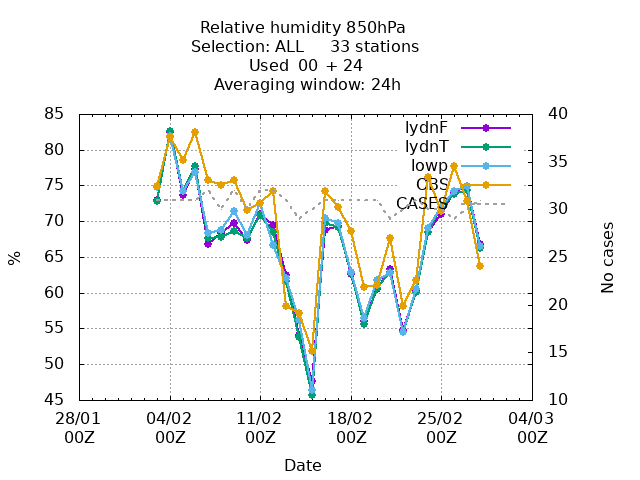 Relative humidity 850hPa
Selection: ALL 33 stations
Used 00 + 24
Averaging window: 24h
85 40
lydnF
lydnT
80
lowp
35
75 OBS
CASES
70 30
65 25
% No cases
60 20
55
50 15
45 10
28/01 04/02 11/02 18/02 25/02 04/03
00Z 00Z 00Z 00Z 00Z 00Z
Date